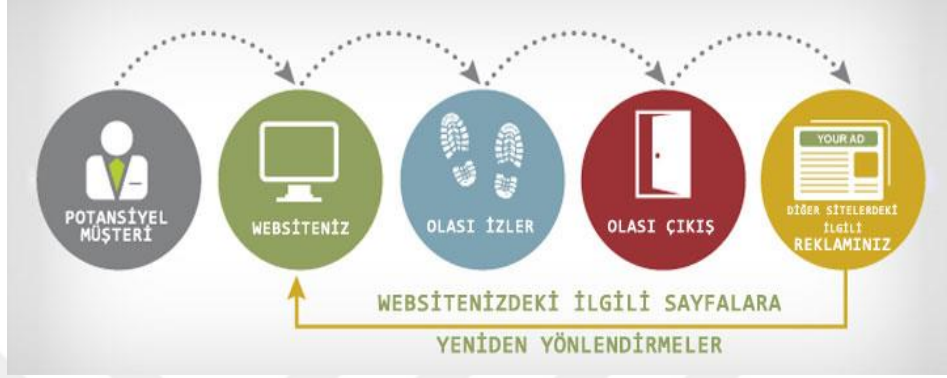 POTANSİYEL
MÜŞTERİ
WEBSİTENİZ
OLASI İZLER
OLASI ÇIKIŞ
YOUR AD
DİĞER SİTELERDEKİ
İLGİLİ
REKLAMINIZ
WEBSİTENİZDEKİ İLGİLİ SAYFALARA
YENİDEN YÖNLENDİRMELER